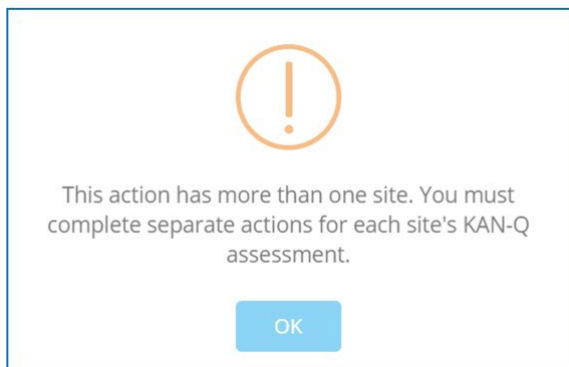 This action has more than one site. You must
complete separate actions for each site's KAN-Q
assessment.
OK